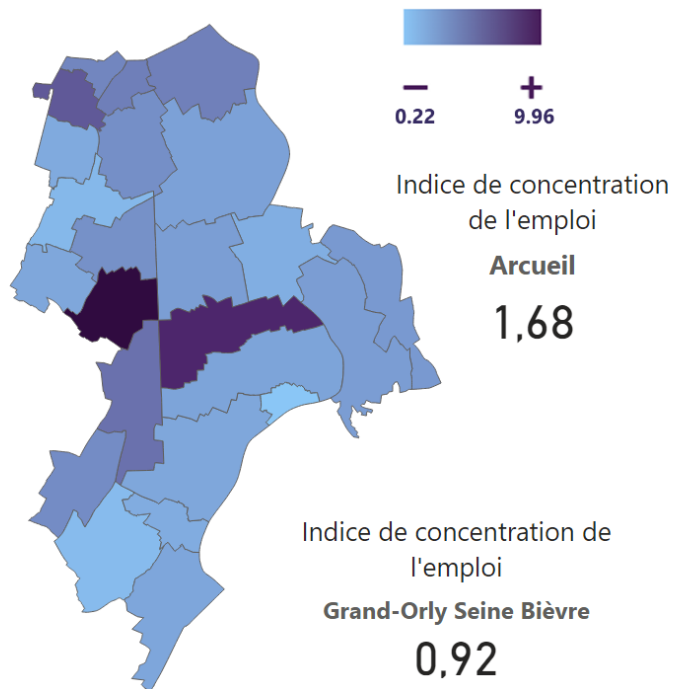 − +
0.22 9.96
Indice de concentration
de l'emploi
Arcueil
1,68
Indice de concentration de
l'emploi
Grand-Orly Seine Bièvre
0,92